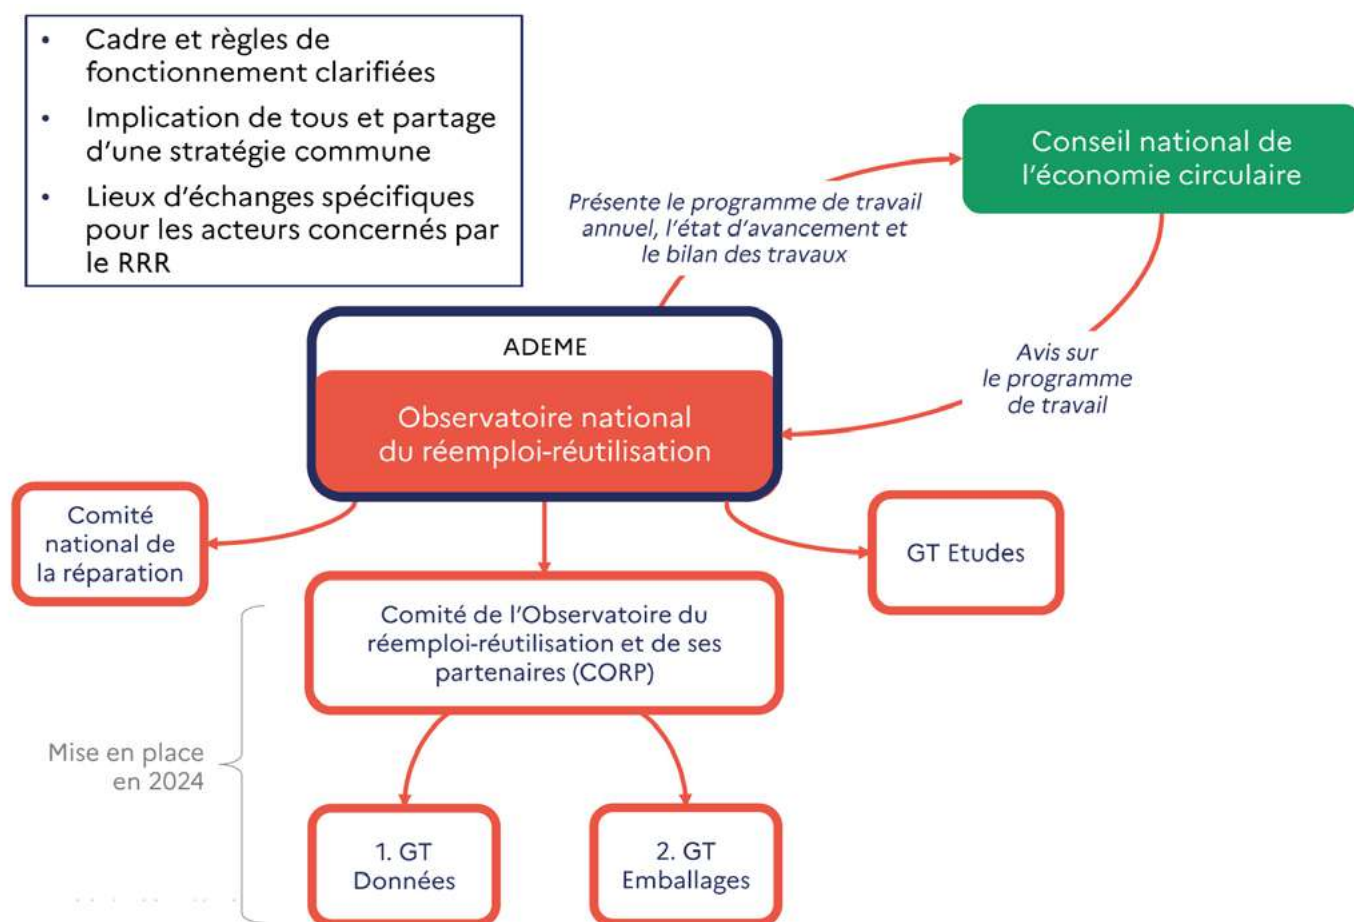 • Cadre et règles de
fonctionnement clarifiées
• Implication de tous et partage
d'une stratégie commune
• Lieux d'échanges spécifiques
pour les acteurs concernés par
le RRR
Conseil national de
l'économie circulaire
Présente le programme de travail
annuel, l'état d'avancement et
le bilan des travaux
ADEME
Observatoire national
du réemploi-réutilisation
Avis sur
le programme
de travail
Comité
national de
la réparation
GT Etudes
Comité de l'Observatoire du
réemploi-réutilisation et de ses
partenaires (CORP)
Mise en place
en 2024
1. GT
Données
2. GT
Emballages